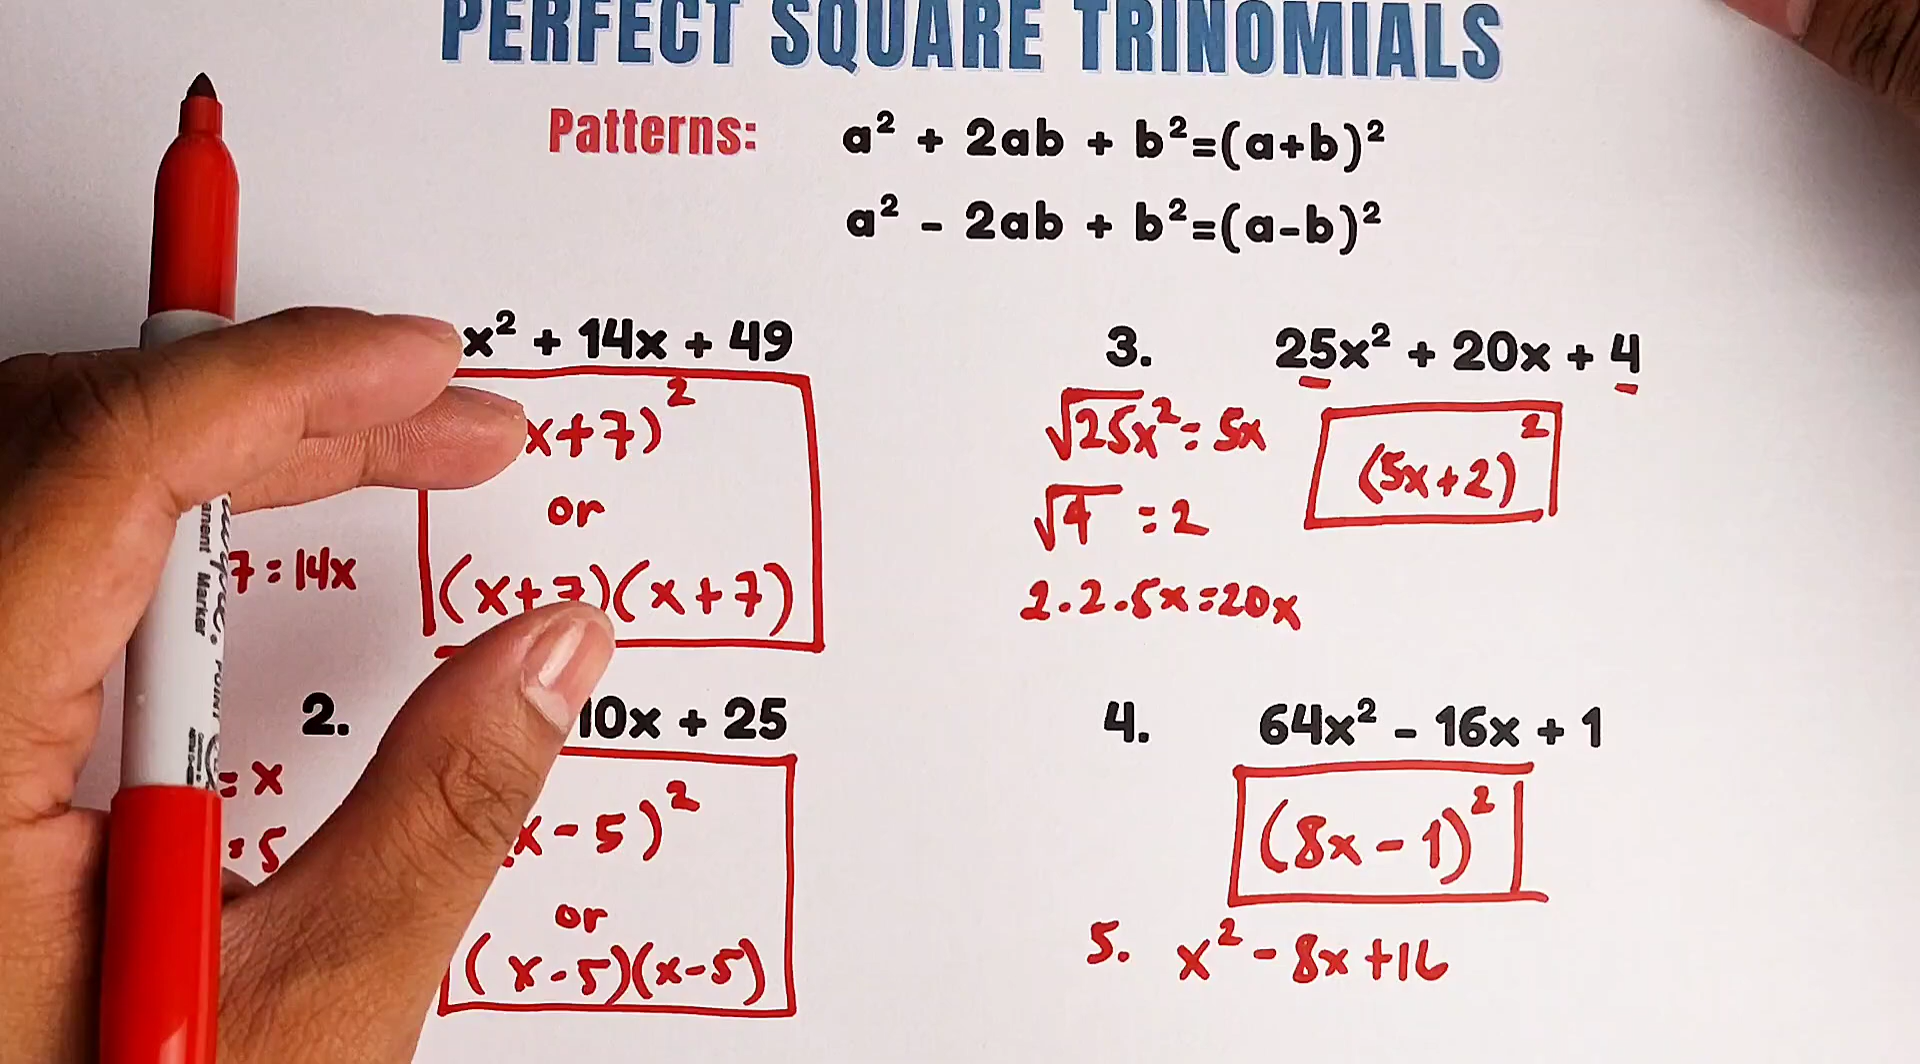 PERFECT SQUARE TRINOMIALS
Patterns: a² + 2ab + b²=(a+b)²
a² - 2ab + b²=(a-b)²
x² + 14x + 49
x+7)²
or
(x+7)(x+7)
7 = 14x
2. 10x + 25
= x
= 5
x - 5)²
or
(x-5)(x-5)
3. 25x² + 20x + 4
√25x² = 5x
√4 = 2
2.2.5x=20x
(5x+2)²
4. 64x² - 16x + 1
(8x - 1)²
5. x² - 8x +16
anent Marker